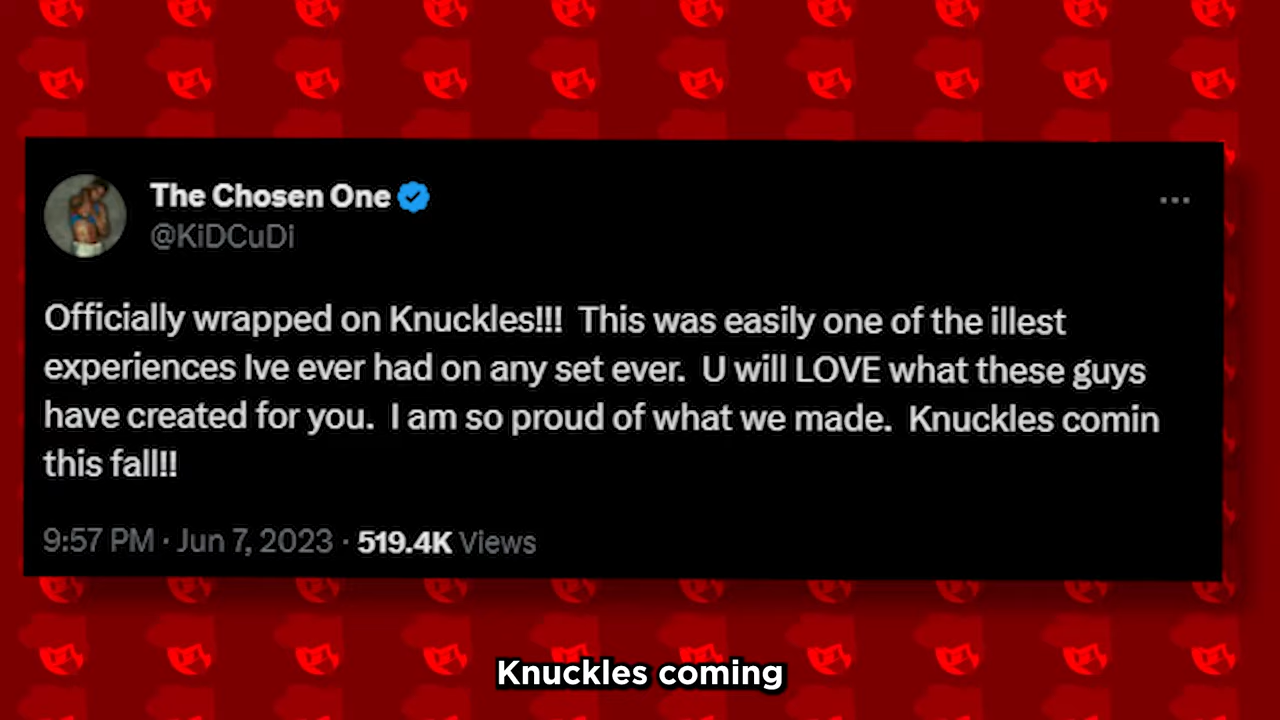 The Chosen One
@KiDCuDi
Officially wrapped on Knuckles!!!  This was easily one of the illest
experiences Ive ever had on any set ever.  U will LOVE what these guys
have created for you.  I am so proud of what we made.  Knuckles comin
this fall!!
9:57 PM · Jun 7, 2023 · 519.4K Views
Knuckles coming